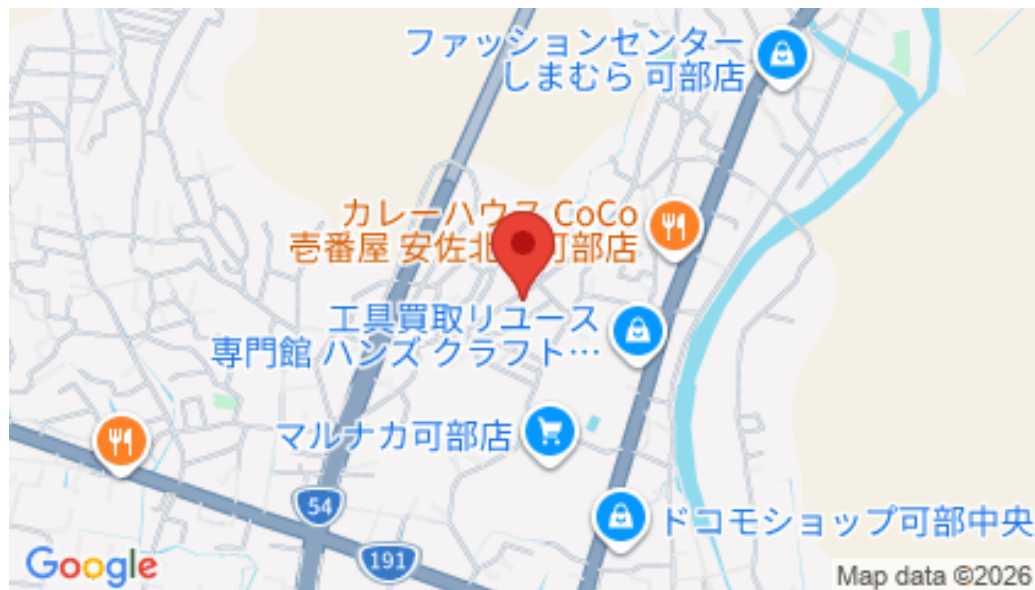 ファッションセンター
しまむら 可部店
カレーハウス CoCo
壱番屋 安佐北 可部店
工具買取リユース
専門館 ハンズ クラフト…
マルナカ可部店
54
ドコモショップ可部中央
191
Google
Map data ©2026